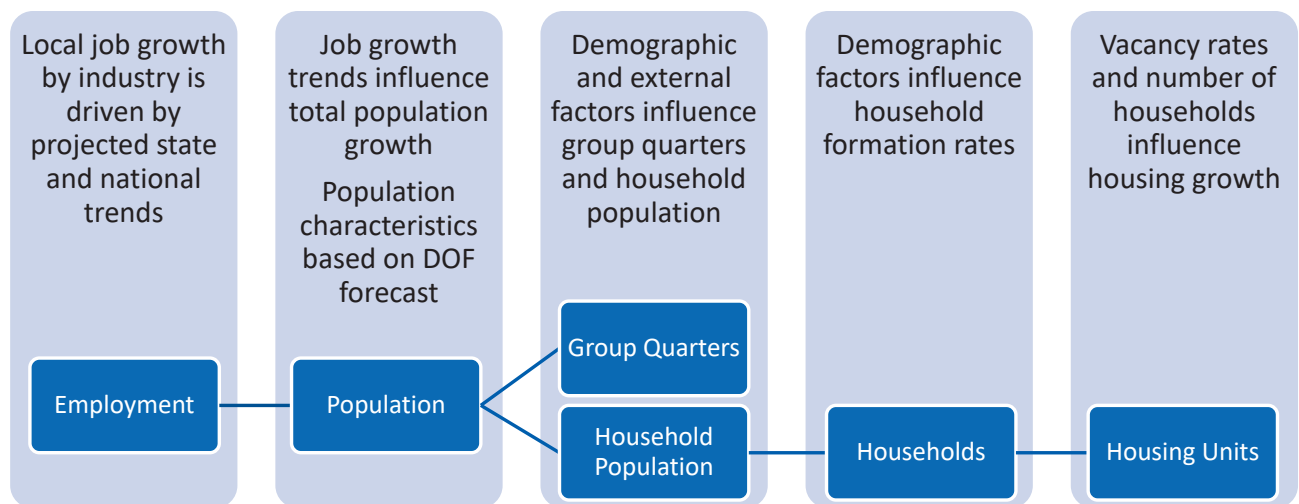 Local job growth
by industry is
driven by
projected state
and national
trends
Job growth
trends influence
total population
growth
Population
characteristics
based on DOF
forecast
Demographic
and external
factors influence
group quarters
and household
population
Demographic
factors influence
household
formation rates
Vacancy rates
and number of
households
influence
housing growth
Employment
Population
Group Quarters
Household
Population
Households
Housing Units